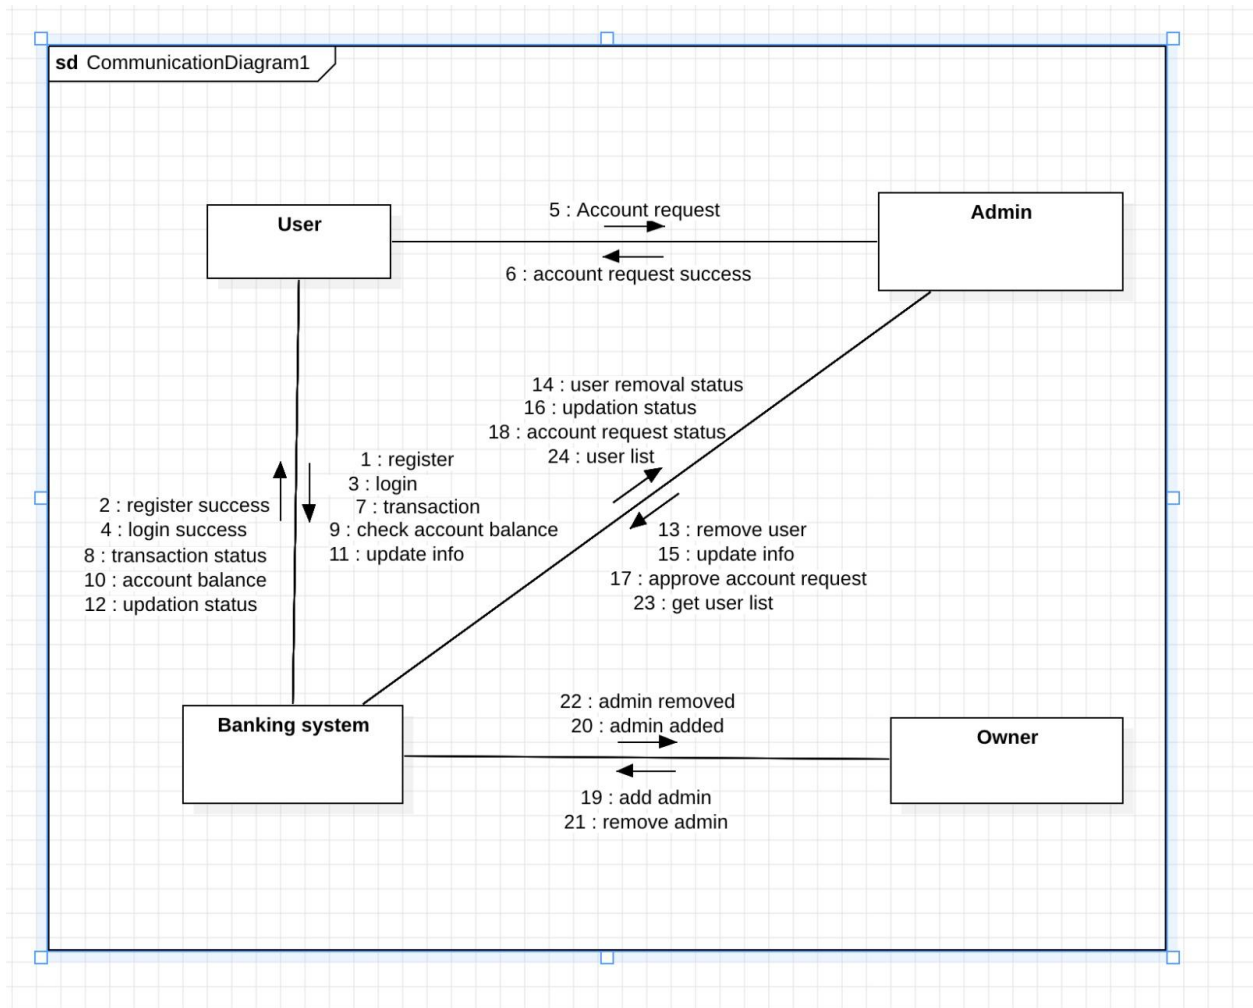 sd CommunicationDiagram1
User
5 : Account request
Admin
6 : account request success
14 : user removal status
16 : updation status
18 : account request status
24 : user list
1 : register
3 : login
7 : transaction
9 : check account balance
11 : update info
2 : register success
4 : login success
8 : transaction status
10 : account balance
12 : updation status
13 : remove user
15 : update info
17 : approve account request
23 : get user list
Banking system
22 : admin removed
20 : admin added
Owner
19 : add admin
21 : remove admin